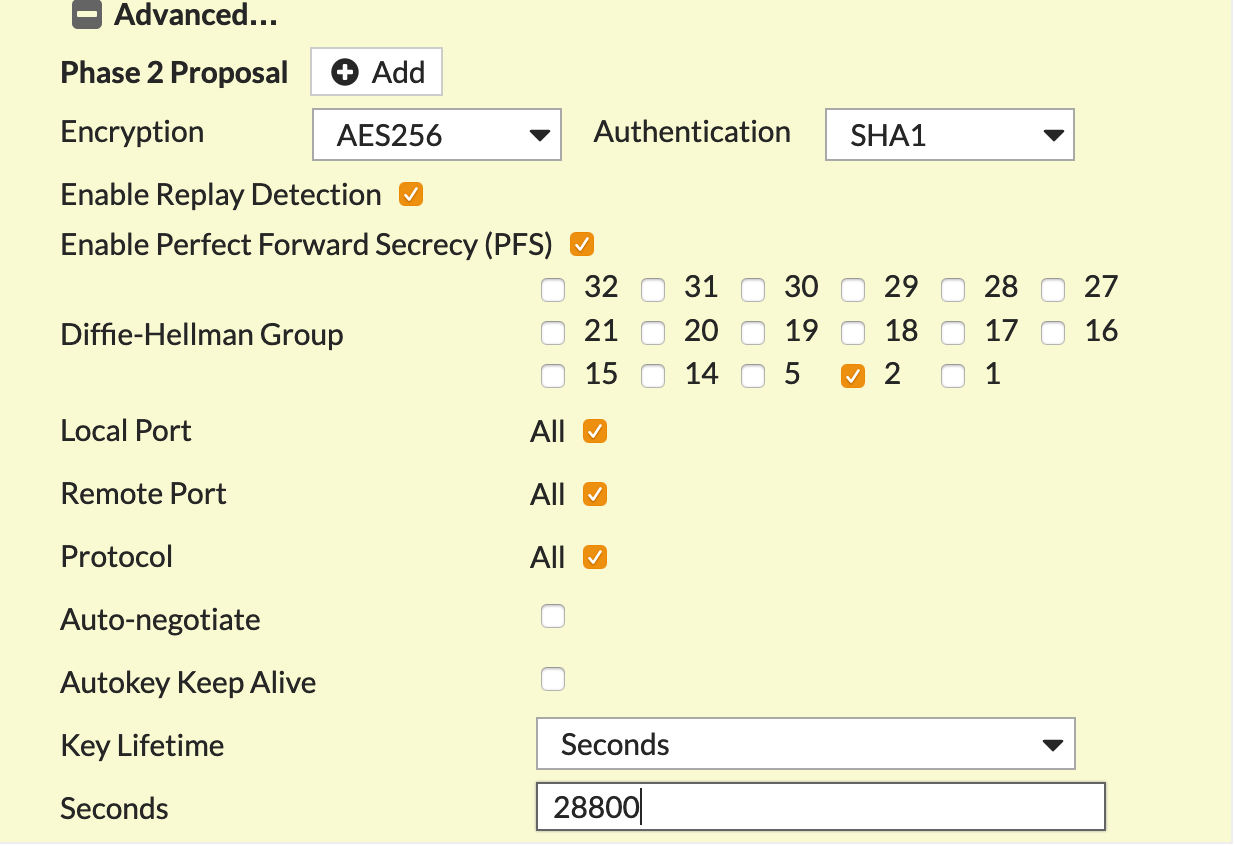 Advanced...
Phase 2 Proposal Add
Encryption AES256 Authentication SHA1
Enable Replay Detection
Enable Perfect Forward Secrecy (PFS)
32 31 30 29 28 27
Diffie-Hellman Group 21 20 19 18 17 16
15 14 5 2 1
Local Port All
Remote Port All
Protocol All
Auto-negotiate
Autokey Keep Alive
Key Lifetime Seconds
Seconds 28800